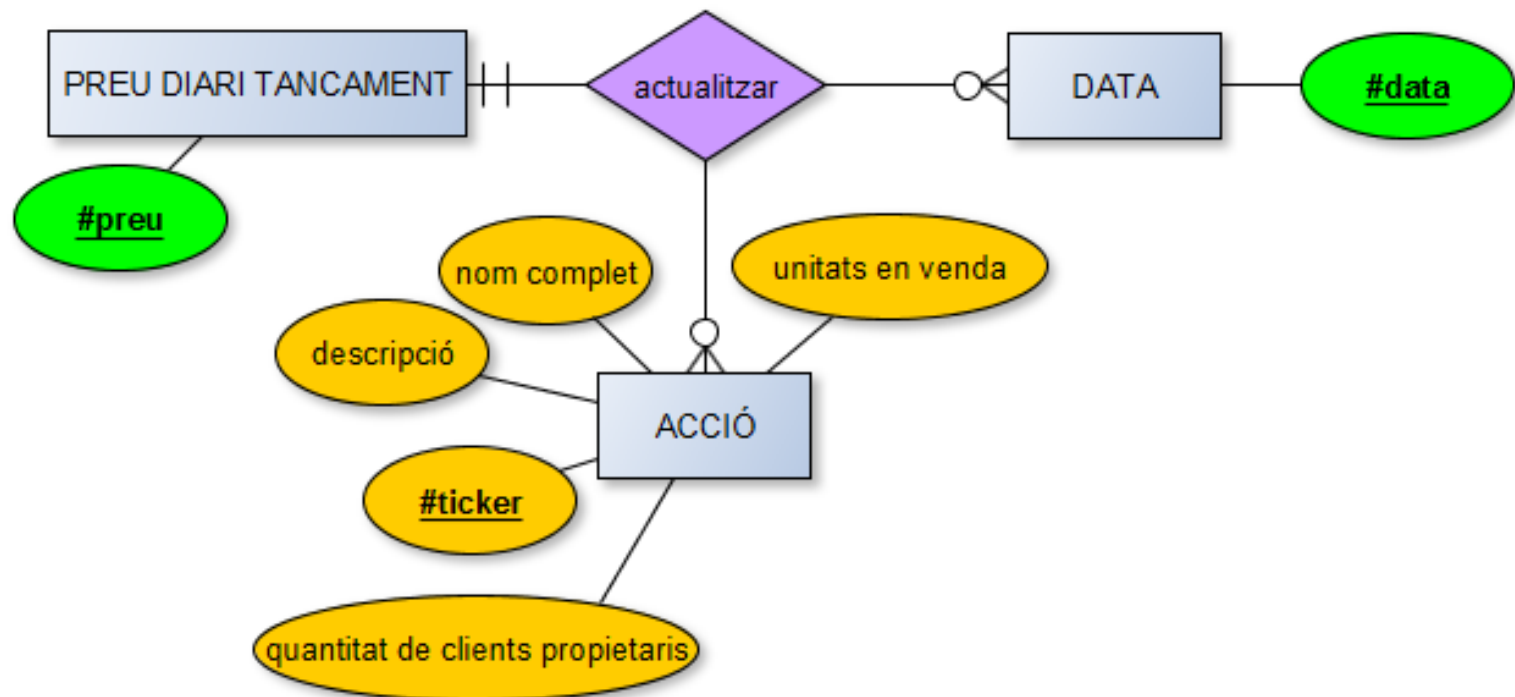 PREU DIARI TANCAMENT
actualitzar
DATA
#data
#preu
nom complet
unitats en venda
descripció
ACCIÓ
#ticker
quantitat de clients propietaris